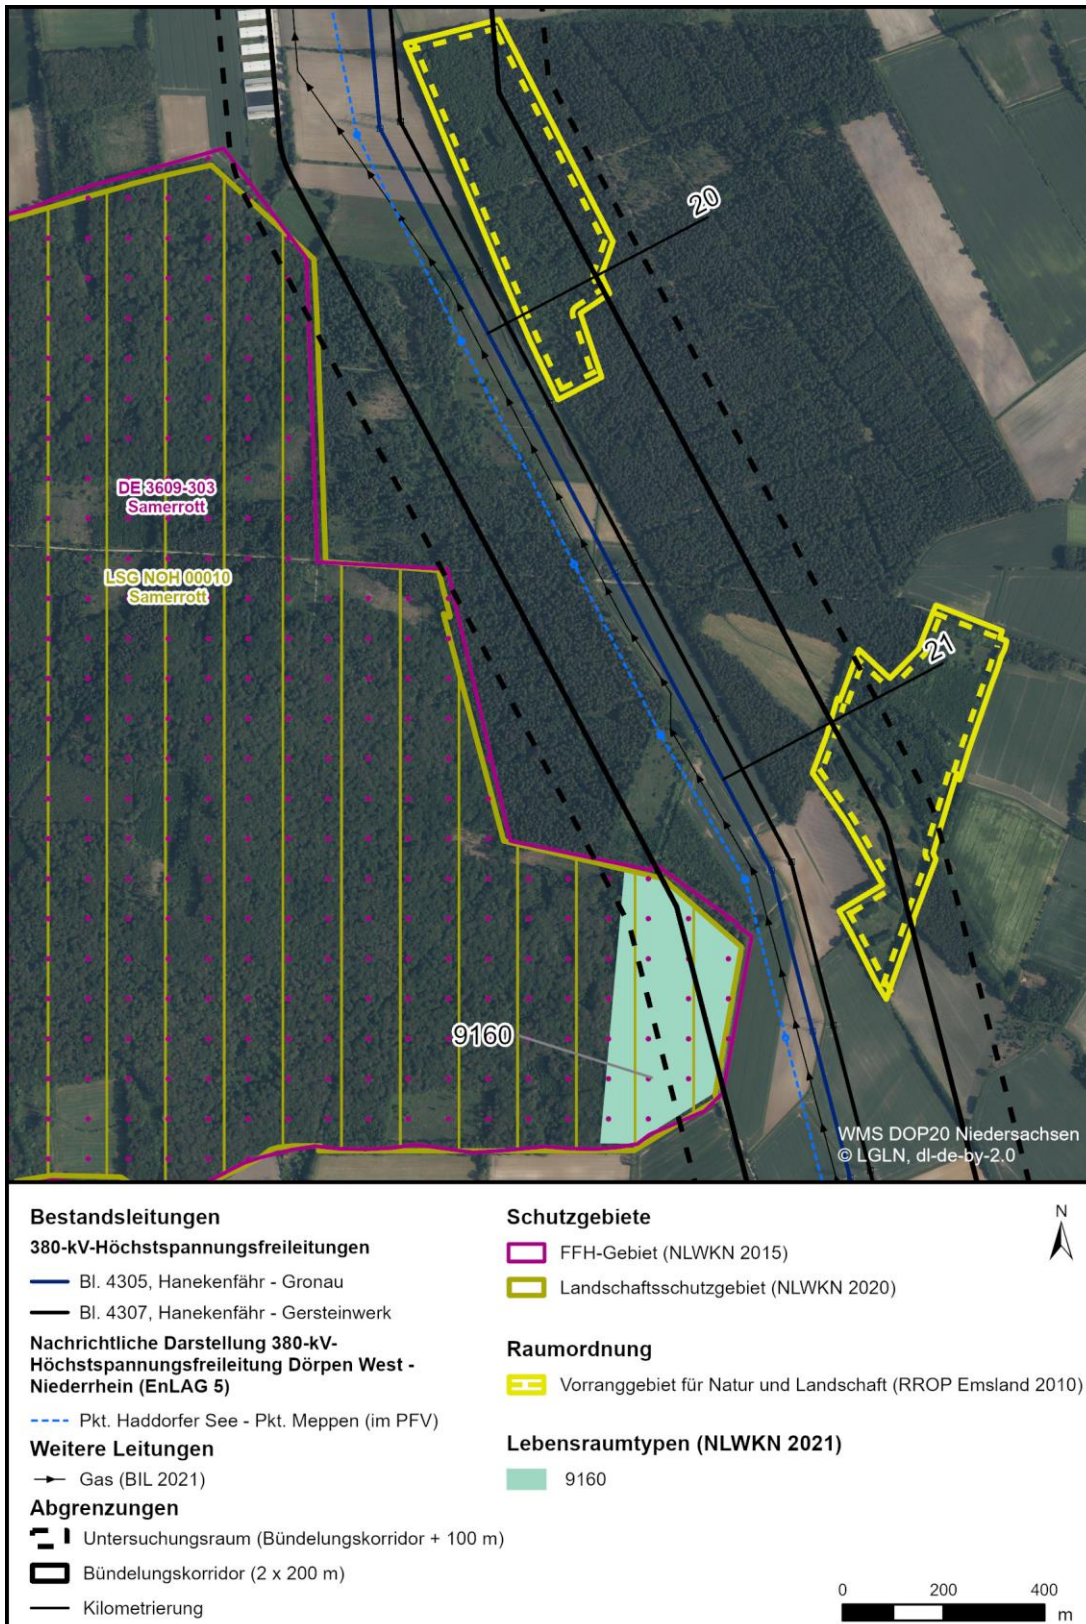 20
DE 3609-303
Samerrott
LSG NOH 00010
Samerrott
21
9160
WMS DOP20 Niedersachsen
© LGLN, dl-de-by-2.0
Bestandsleitungen
380-kV-Höchstspannungsfreileitungen
Bl. 4305, Hanekenfähr - Gronau
Bl. 4307, Hanekenfähr - Gersteinwerk
Nachrichtliche Darstellung 380-kV-
Höchstspannungsfreileitung Dörpen West -
Niederrhein (EnLAG 5)
Pkt. Haddorfer See - Pkt. Meppen (im PFV)
Weitere Leitungen
Gas (BIL 2021)
Abgrenzungen
Untersuchungsraum (Bündelungskorridor + 100 m)
Bündelungskorridor (2 x 200 m)
Kilometrierung
Schutzgebiete
FFH-Gebiet (NLWKN 2015)
Landschaftsschutzgebiet (NLWKN 2020)
Raumordnung
Vorranggebiet für Natur und Landschaft (RROP Emsland 2010)
Lebensraumtypen (NLWKN 2021)
9160
N
0 200 400
m